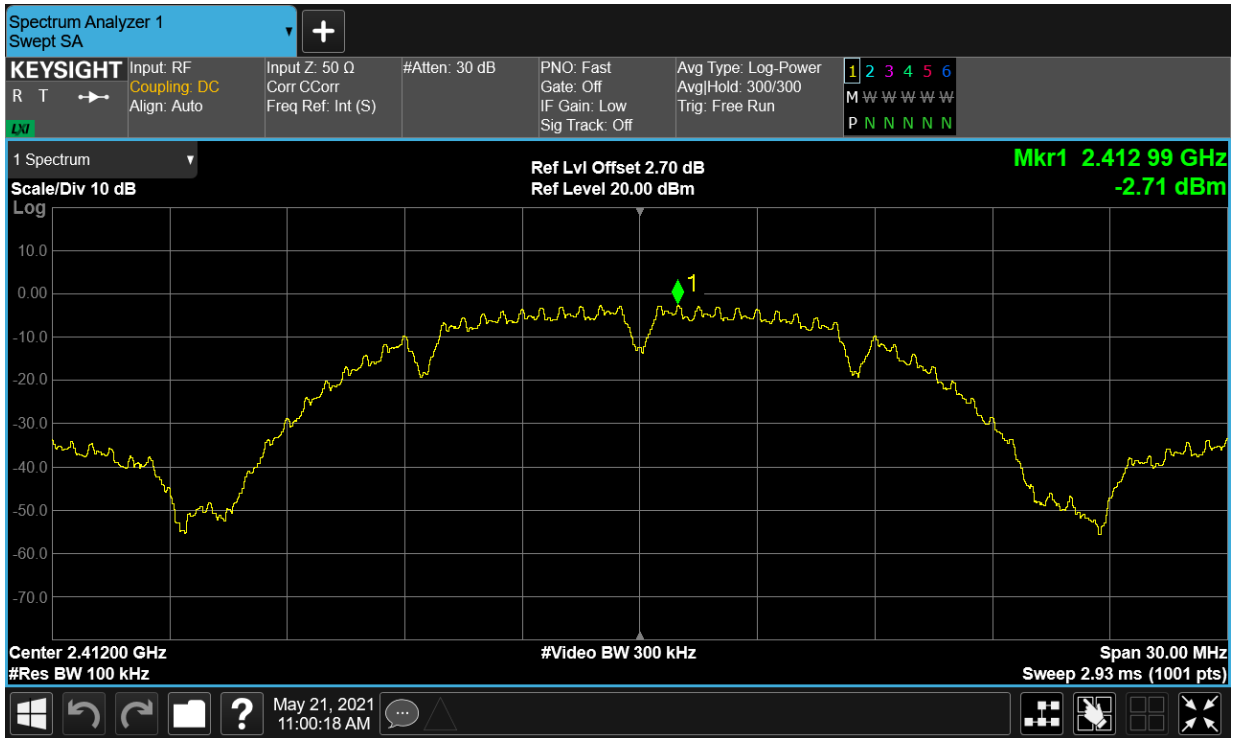 Spectrum Analyzer 1
Swept SA
KEYSIGHT
R T
LXI
Input: RF
Coupling: DC
Align: Auto
Input Z: 50 Ω
Corr CCorr
Freq Ref: Int (S)
#Atten: 30 dB
PNO: Fast
Gate: Off
IF Gain: Low
Sig Track: Off
Avg Type: Log-Power
Avg|Hold: 300/300
Trig: Free Run
1 2 3 4 5 6
M W W W W W
P N N N N N
1 Spectrum
Scale/Div 10 dB
Log
Ref Lvl Offset 2.70 dB
Ref Level 20.00 dBm
Mkr1 2.412 99 GHz
-2.71 dBm
1
10.0
0.00
-10.0
-20.0
-30.0
-40.0
-50.0
-60.0
-70.0
Center 2.41200 GHz
#Res BW 100 kHz
#Video BW 300 kHz
Span 30.00 MHz
Sweep 2.93 ms (1001 pts)
?
May 21, 2021
11:00:18 AM